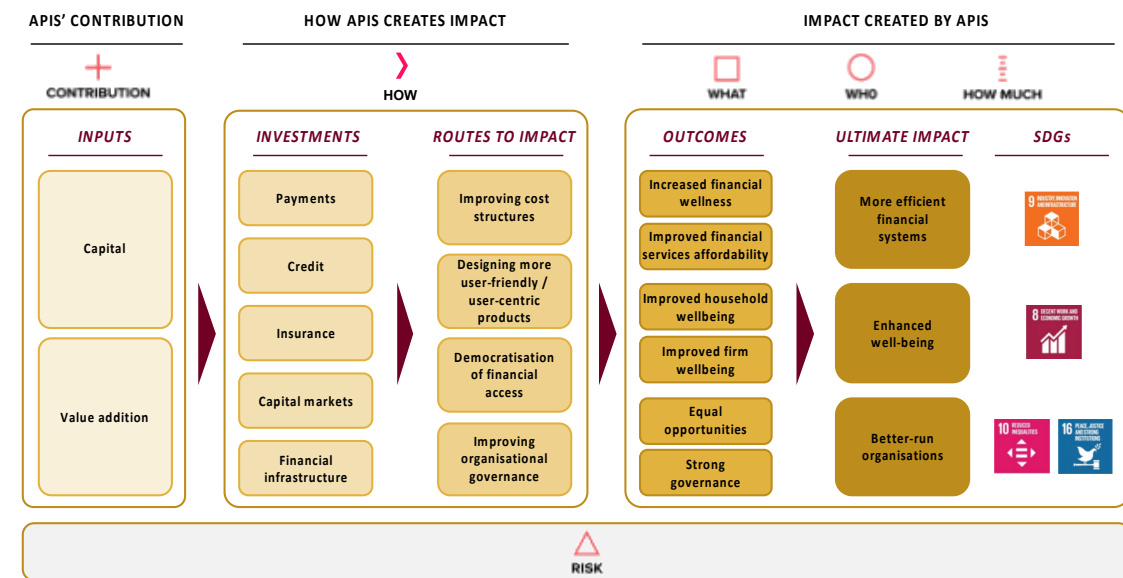 APIS’ CONTRIBUTION
HOW APIS CREATES IMPACT
IMPACT CREATED BY APIS
CONTRIBUTION
HOW
WHAT
WHO
HOW MUCH
INPUTS
Capital
Value addition
INVESTMENTS
Payments
Credit
Insurance
Capital markets
Financial
infrastructure
ROUTES TO IMPACT
Improving cost
structures
Designing more
user-friendly /
user-centric
products
Democratisation
of financial
access
Improving
organisational
governance
OUTCOMES
Increased financial
wellness
Improved financial
services affordability
Improved household
wellbeing
Improved firm
wellbeing
Equal
opportunities
Strong
governance
ULTIMATE IMPACT
More efficient
financial
systems
Enhanced
well-being
Better-run
organisations
SDGs
9 INDUSTRY, INNOVATION
AND INFRASTRUCTURE
8 DECENT WORK AND
ECONOMIC GROWTH
10 REDUCED
INEQUALITIES
16 PEACE, JUSTICE
AND STRONG
INSTITUTIONS
RISK